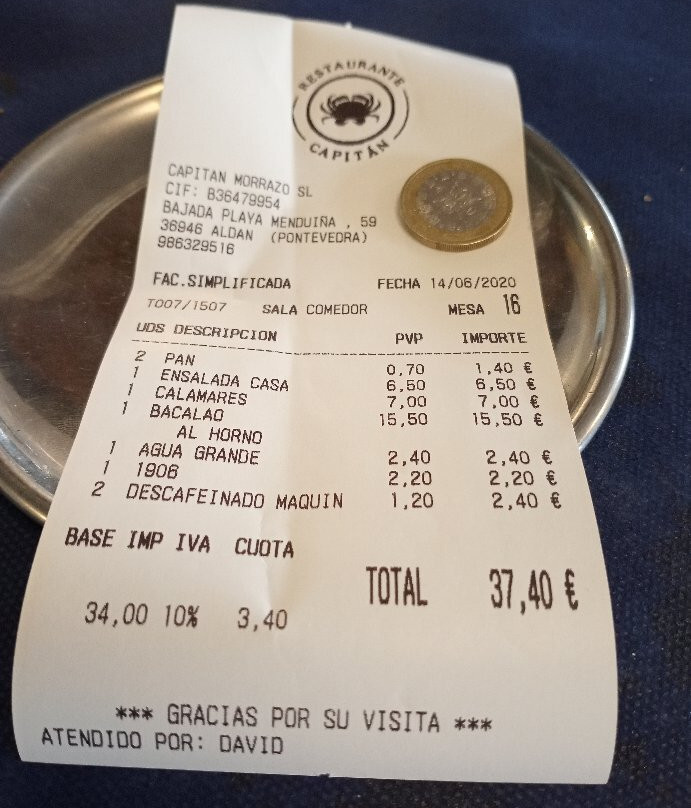 RESTAURANTE
CAPITÁN
CAPITAN MORRAZO SL
CIF: B36479954
BAJADA PLAYA MENDUIÑA , 59
36946 ALDAN (PONTEVEDRA)
986329516
FAC.SIMPLIFICADA FECHA 14/06/2020
T007/1507 SALA COMEDOR MESA 16
UDS DESCRIPCION PVP IMPORTE
2 PAN 0,70 1,40 €
1 ENSALADA CASA 6,50 6,50 €
1 CALAMARES 7,00 7,00 €
1 BACALAO 15,50 15,50 €
AL HORNO
1 AGUA GRANDE 2,40 2,40 €
1 1906 2,20 2,20 €
2 DESCAFEINADO MAQUIN 1,20 2,40 €
BASE IMP IVA CUOTA
TOTAL 37,40 €
34,00 10% 3,40
*** GRACIAS POR SU VISITA ***
ATENDIDO POR: DAVID